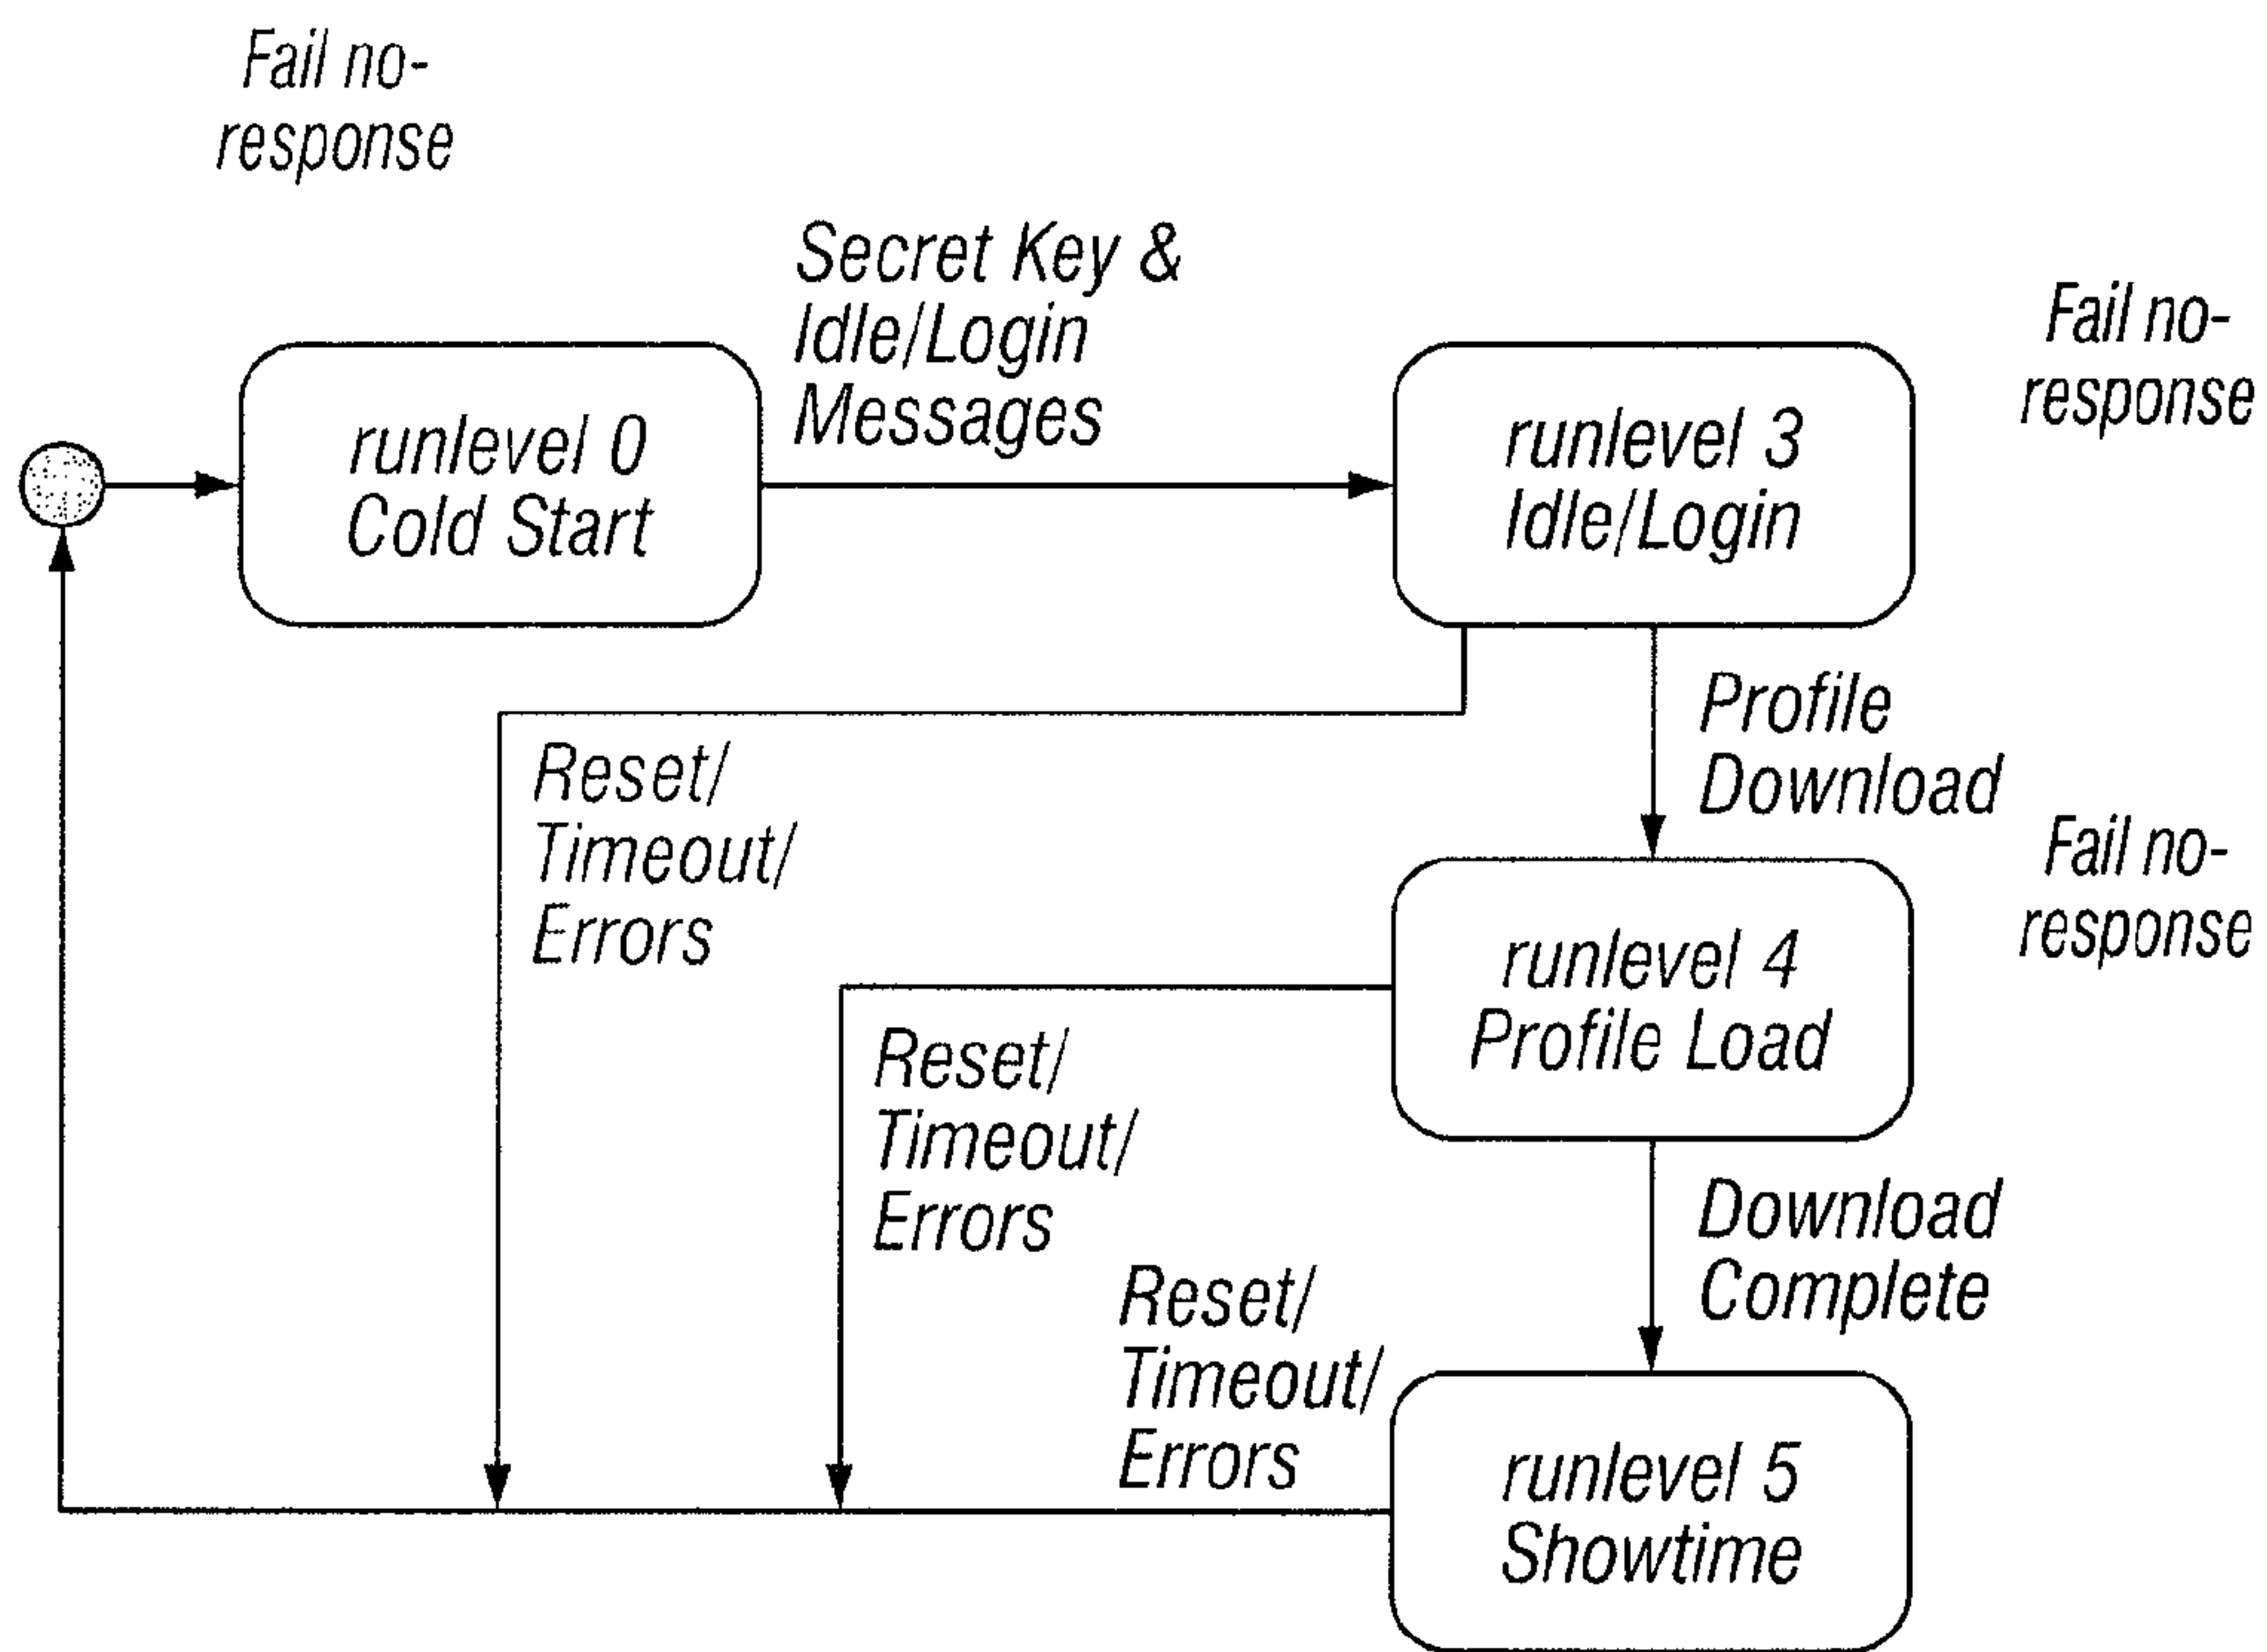 Fail no-
response
Secret Key &
Idle/Login
Messages
runlevel 0
Cold Start
runlevel 3
Idle/Login
Fail no-
response
Profile
Download
Reset/
Timeout/
Errors
Fail no-
response
runlevel 4
Profile Load
Reset/
Timeout/
Errors
Download
Complete
Reset/
Timeout/
Errors
runlevel 5
Showtime